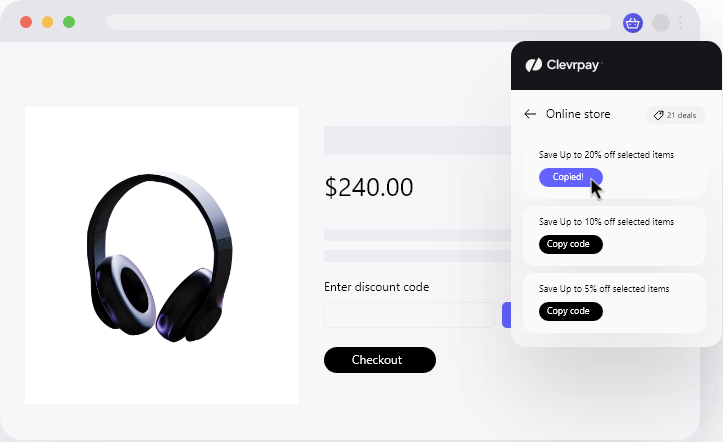 Clevrpay
Online store
21 deals
Save Up to 20% off selected items
Copied!
$240.00
Save Up to 10% off selected items
Copy code
Enter discount code
Save Up to 5% off selected items
Copy code
Checkout